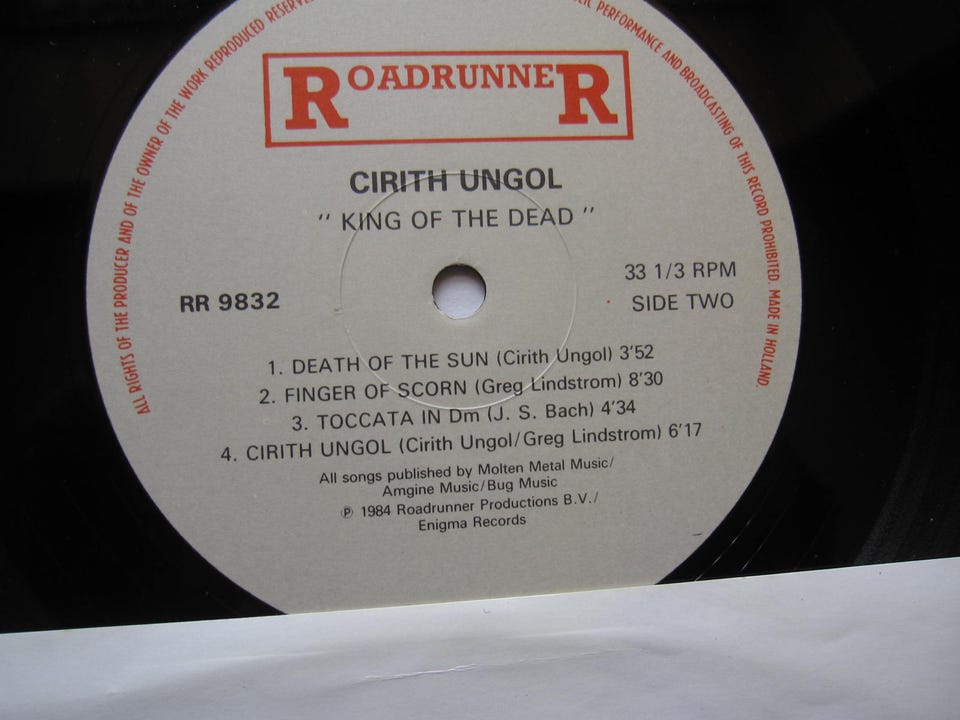 ALL RIGHTS OF THE PRODUCER AND OF THE OWNER OF THE WORK REPRODUCED RESERVED
PERFORMANCE AND BROADCASTING OF THIS RECORD PROHIBITED. MADE IN HOLLAND.
ROADRUNNER
CIRITH UNGOL
" KING OF THE DEAD "
33 1/3 RPM
RR 9832
SIDE TWO
1. DEATH OF THE SUN (Cirith Ungol) 3'52
2. FINGER OF SCORN (Greg Lindstrom) 8'30
3. TOCCATA IN Dm (J. S. Bach) 4'34
4. CIRITH UNGOL (Cirith Ungol/Greg Lindstrom) 6'17
All songs published by Molten Metal Music/
Amgine Music/Bug Music
℗ 1984 Roadrunner Productions B.V./
Enigma Records